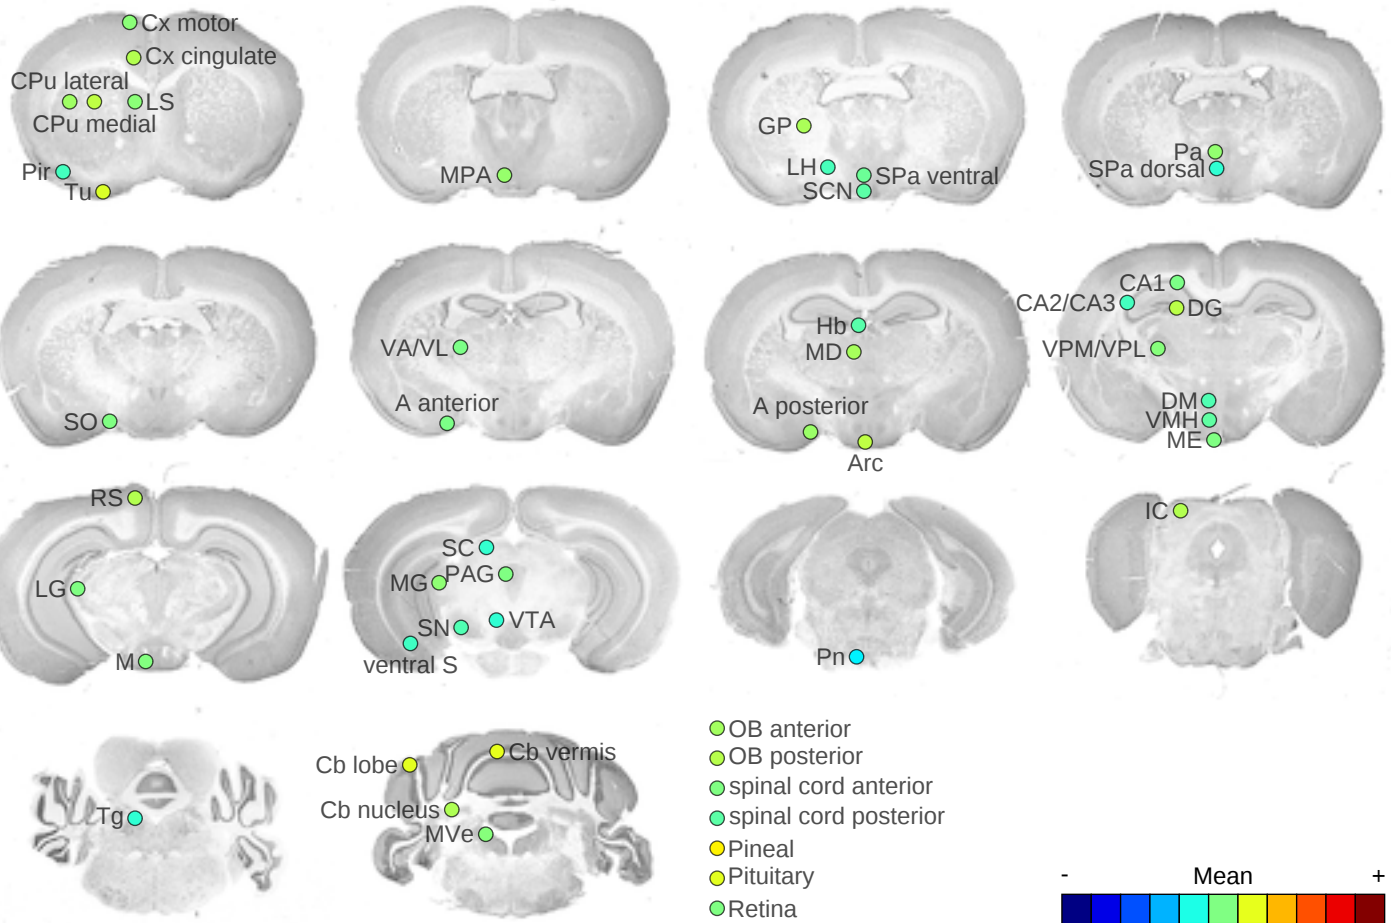 Cx motor
Cx cingulate
CPu lateral
LS
CPu medial
Pir
Tu
MPA
GP
LH
SPa ventral
SCN
Pa
SPa dorsal
SO
VA/VL
A anterior
Hb
MD
A posterior
Arc
CA1
CA2/CA3
DG
VPM/VPL
DM
VMH
ME
RS
LG
M
SC
MG
PAG
SN
VTA
ventral S
Pn
IC
Tg
Cb lobe
Cb vermis
Cb nucleus
MVe
OB anterior
OB posterior
spinal cord anterior
spinal cord posterior
Pineal
Pituitary
Retina
- Mean +